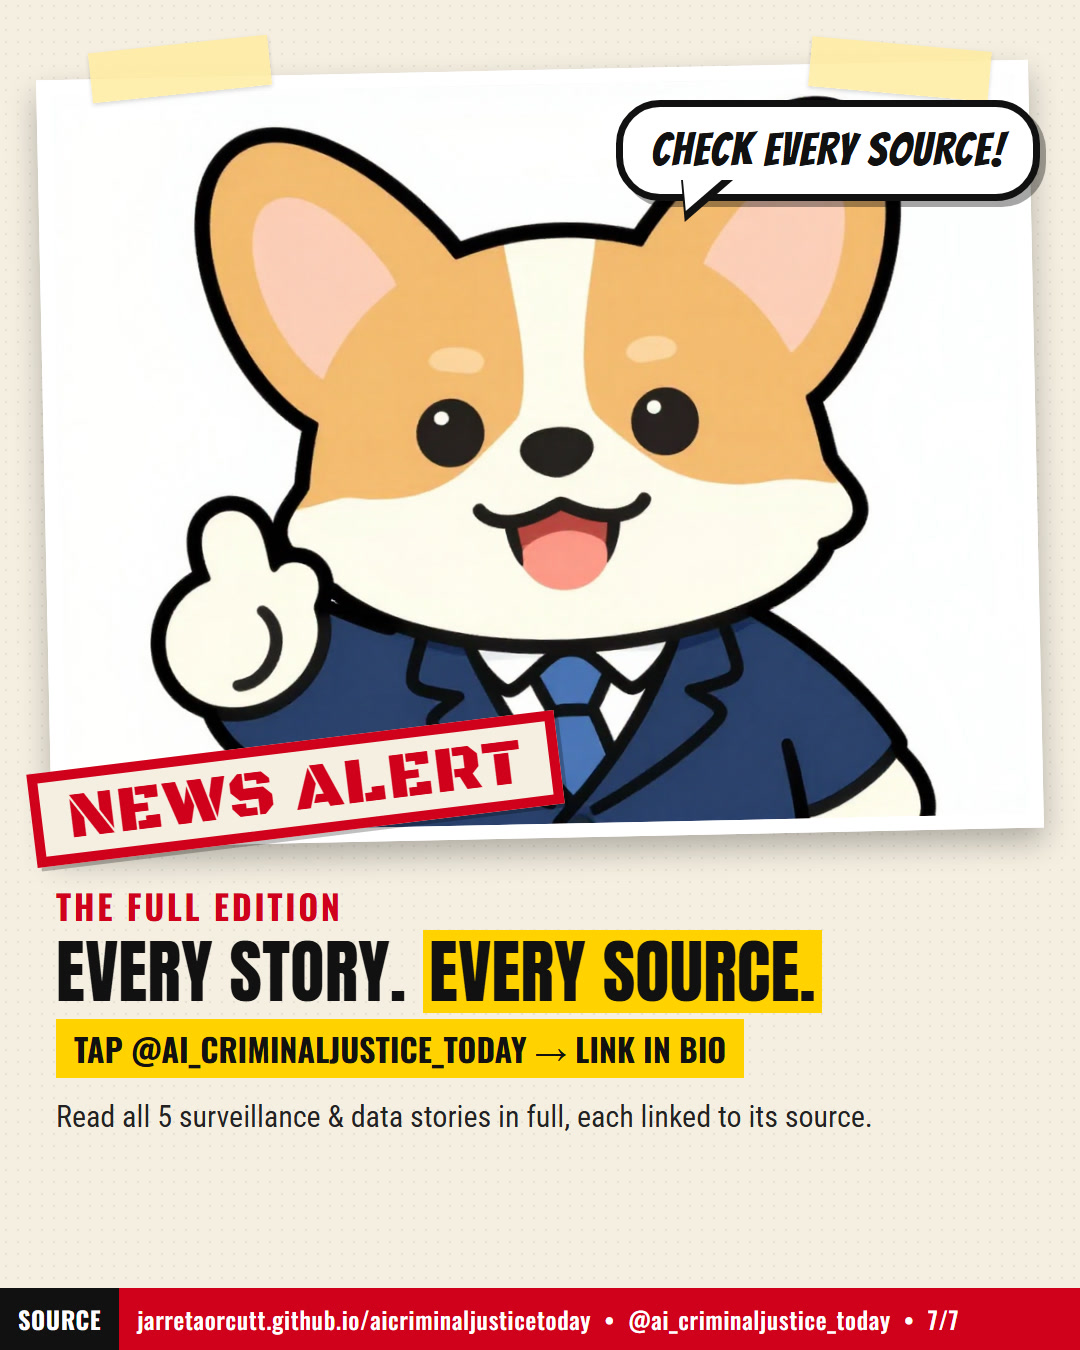 CHECK EVERY SOURCE!
NEWS ALERT
THE FULL EDITION
EVERY STORY. EVERY SOURCE.
TAP @AI_CRIMINALJUSTICE_TODAY → LINK IN BIO
Read all 5 surveillance & data stories in full, each linked to its source.
SOURCE jarretaorcutt.github.io/aicriminaljusticetoday • @ai_criminaljustice_today • 7/7